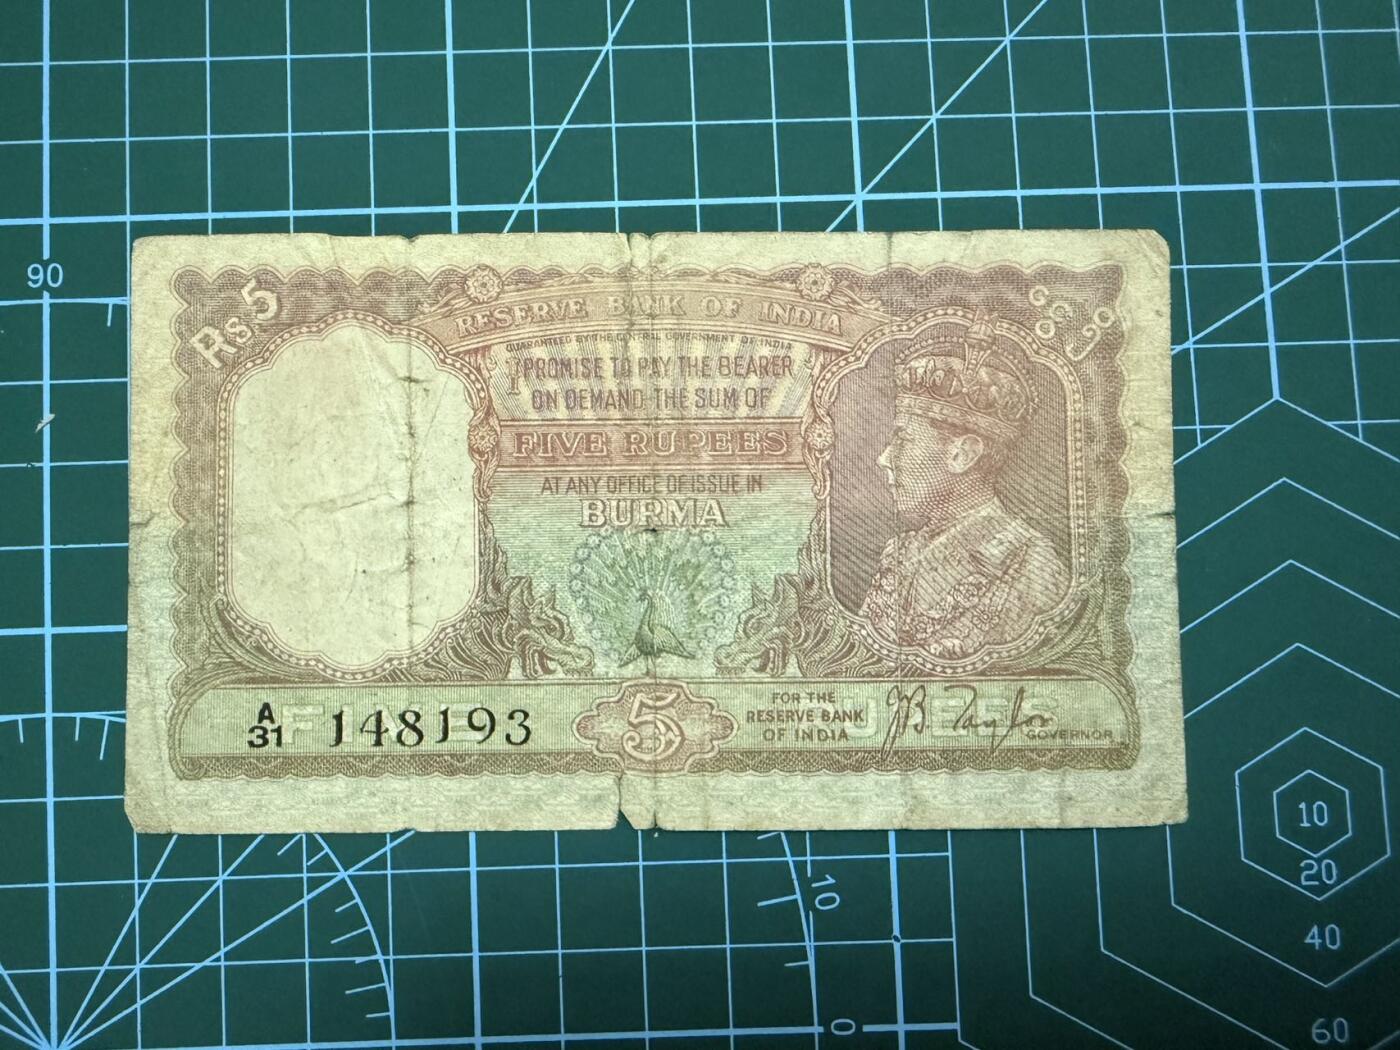 90
Rs 5
RESERVE BANK OF INDIA
GUARANTEED BY THE CENTRAL GOVERNMENT OF INDIA
I PROMISE TO PAY THE BEARER
ON DEMAND THE SUM OF
FIVE RUPEES
AT ANY OFFICE OF ISSUE IN
BURMA
A
31 148193
5
FOR THE
RESERVE BANK
OF INDIA
J B Taylor
GOVERNOR
10
20
40
60
10
0